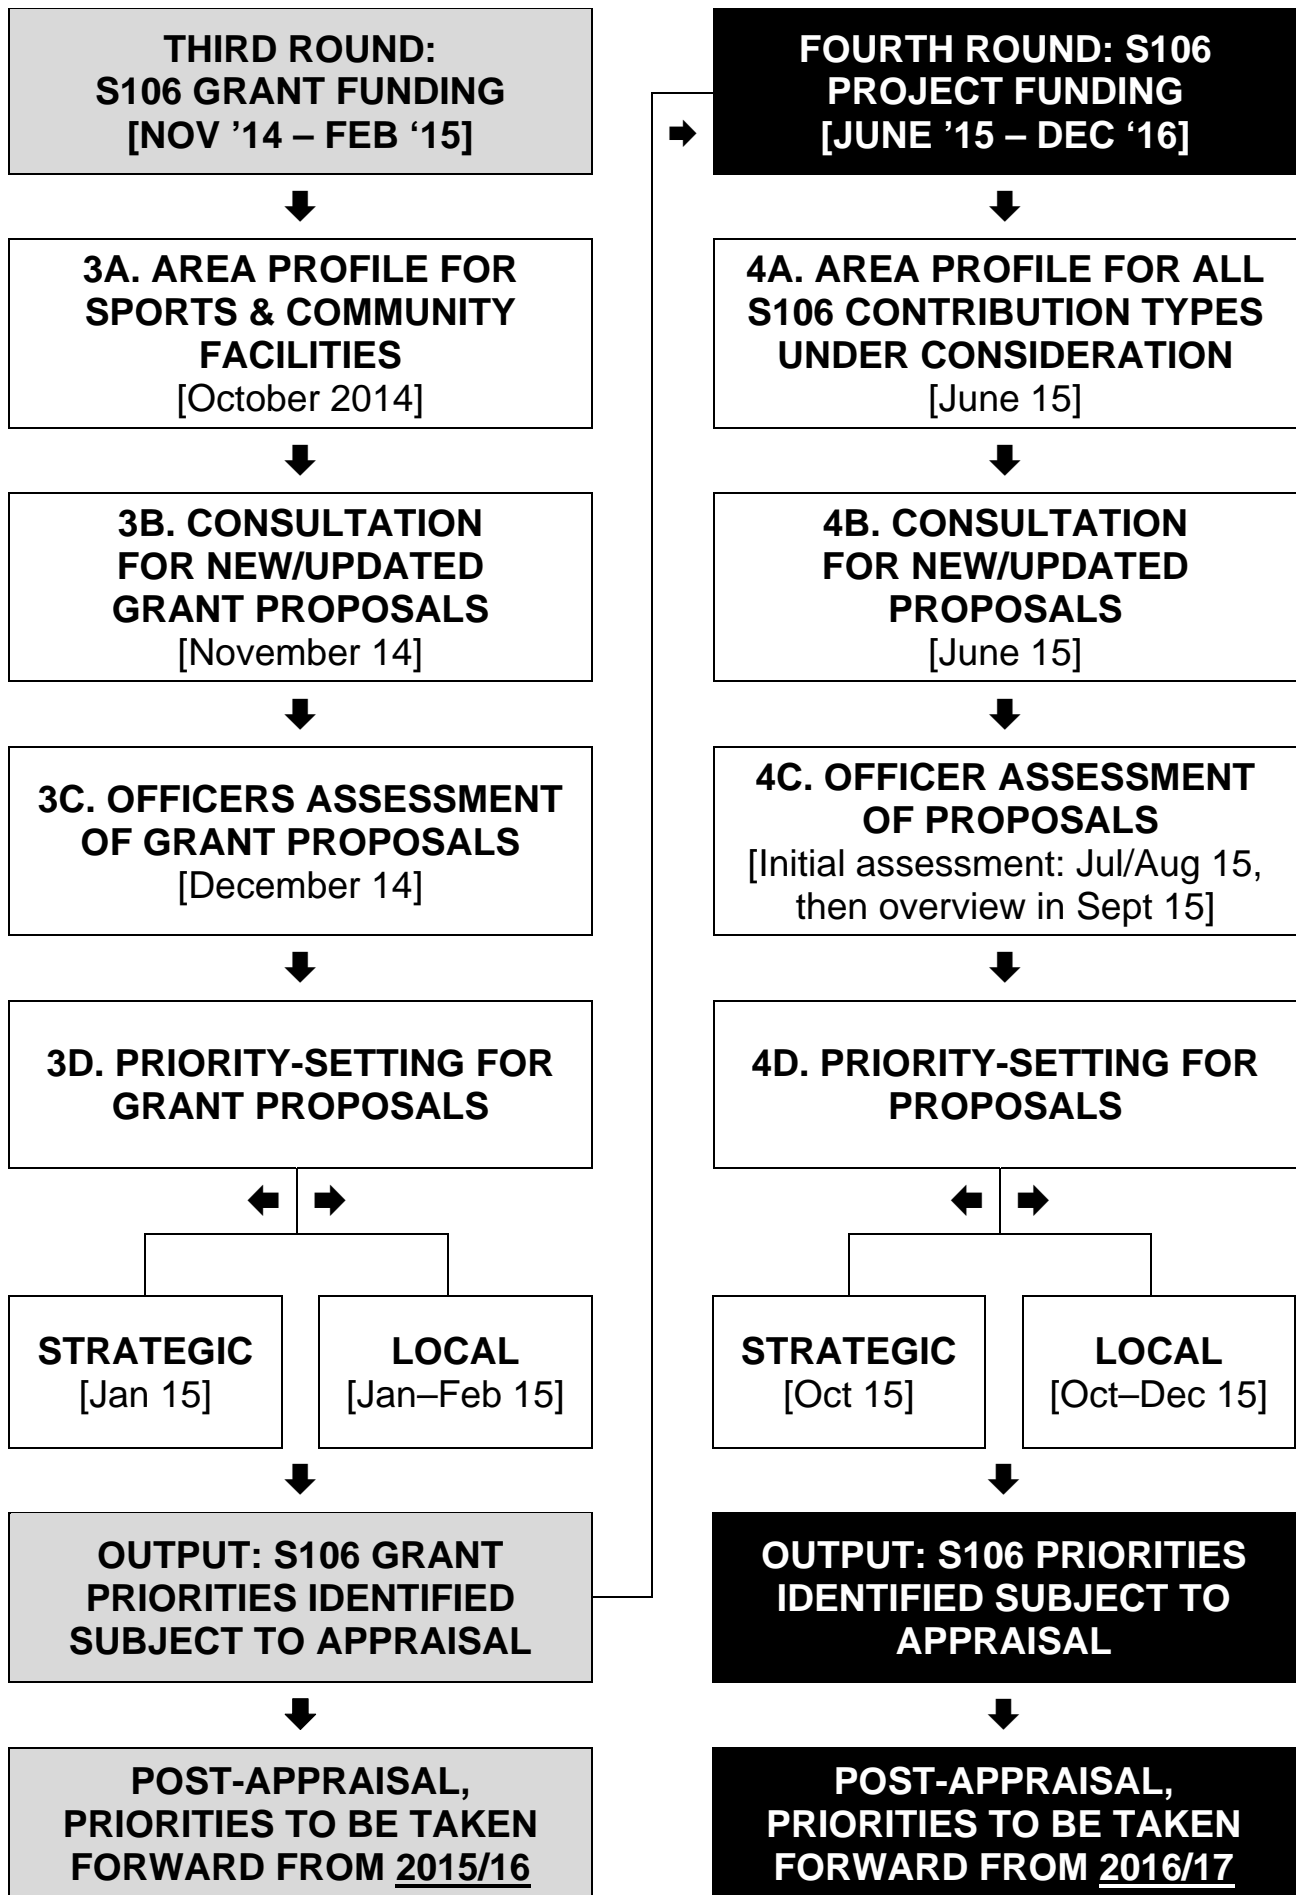 THIRD ROUND:
S106 GRANT FUNDING
[NOV ’14 – FEB ‘15]
3A. AREA PROFILE FOR
SPORTS & COMMUNITY
FACILITIES
[October 2014]
3B. CONSULTATION
FOR NEW/UPDATED
GRANT PROPOSALS
[November 14]
3C. OFFICERS ASSESSMENT
OF GRANT PROPOSALS
[December 14]
3D. PRIORITY-SETTING FOR
GRANT PROPOSALS
STRATEGIC
[Jan 15]
LOCAL
[Jan–Feb 15]
OUTPUT: S106 GRANT
PRIORITIES IDENTIFIED
SUBJECT TO APPRAISAL
POST-APPRAISAL,
PRIORITIES TO BE TAKEN
FORWARD FROM 2015/16
FOURTH ROUND: S106
PROJECT FUNDING
[JUNE ’15 – DEC ‘16]
4A. AREA PROFILE FOR ALL
S106 CONTRIBUTION TYPES
UNDER CONSIDERATION
[June 15]
4B. CONSULTATION
FOR NEW/UPDATED
PROPOSALS
[June 15]
4C. OFFICER ASSESSMENT
OF PROPOSALS
[Initial assessment: Jul/Aug 15,
then overview in Sept 15]
4D. PRIORITY-SETTING FOR
PROPOSALS
STRATEGIC
[Oct 15]
LOCAL
[Oct–Dec 15]
OUTPUT: S106 PRIORITIES
IDENTIFIED SUBJECT TO
APPRAISAL
POST-APPRAISAL,
PRIORITIES TO BE TAKEN
FORWARD FROM 2016/17